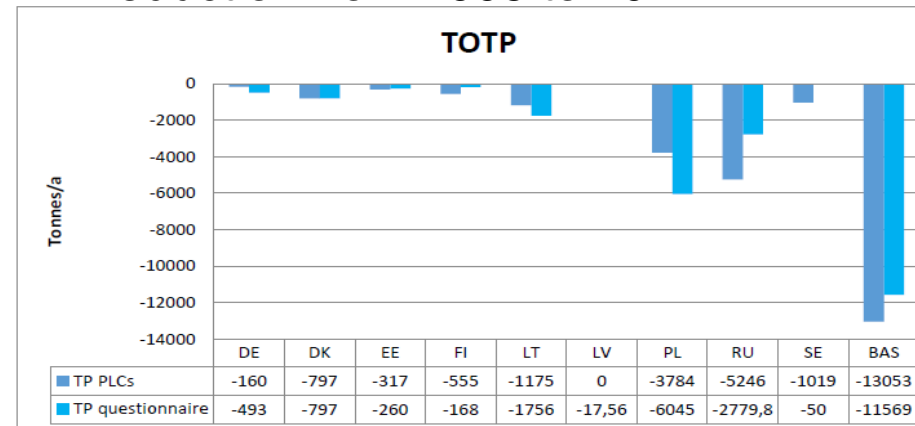 TOTP
0
-2000
-4000
-6000
-8000
-10000
-12000
-14000
Tonnes/a
DE DK EE FI LT LV PL RU SE BAS
TP PLCs -160 -797 -317 -555 -1175 0 -3784 -5246 -1019 -13053
TP questionnaire -493 -797 -260 -168 -1756 -17,56 -6045 -2779,8 -50 -11569